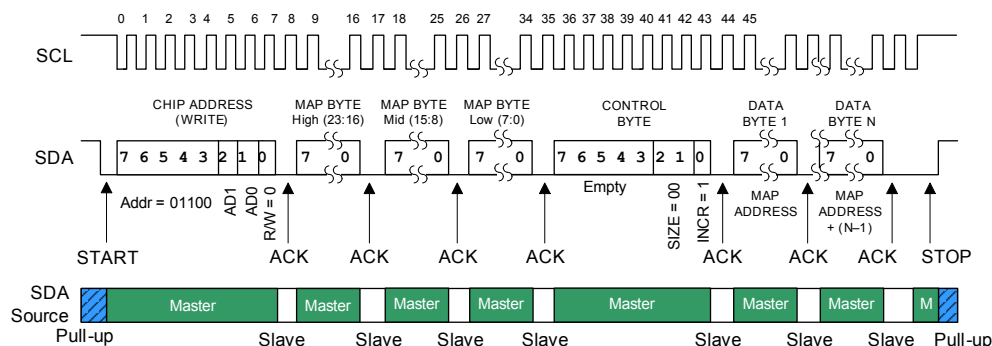 0 1 2 3 4 5 6 7 8 9 16 17 18 25 26 27 34 35 36 37 38 39 40 41 42 43 44 45
SCL
CHIP ADDRESS
(WRITE)
MAP BYTE
High (23:16)
MAP BYTE
Mid (15:8)
MAP BYTE
Low (7:0)
CONTROL
BYTE
DATA
BYTE 1
DATA
BYTE N
SDA
7 6 5 4 3 2 1 0 7 0 7 0 7 0 7 6 5 4 3 2 1 0 7 0 7 0
Addr = 01100
AD1
AD0
R/W = 0
Empty
SIZE = 00
INCR = 1
MAP
ADDRESS
MAP
ADDRESS
+ (N–1)
START ACK ACK ACK ACK ACK ACK ACK STOP
SDA
Source
Master Master Master Master Master Master Master M
Pull-up Slave Slave Slave Slave Slave Slave Slave Pull-up